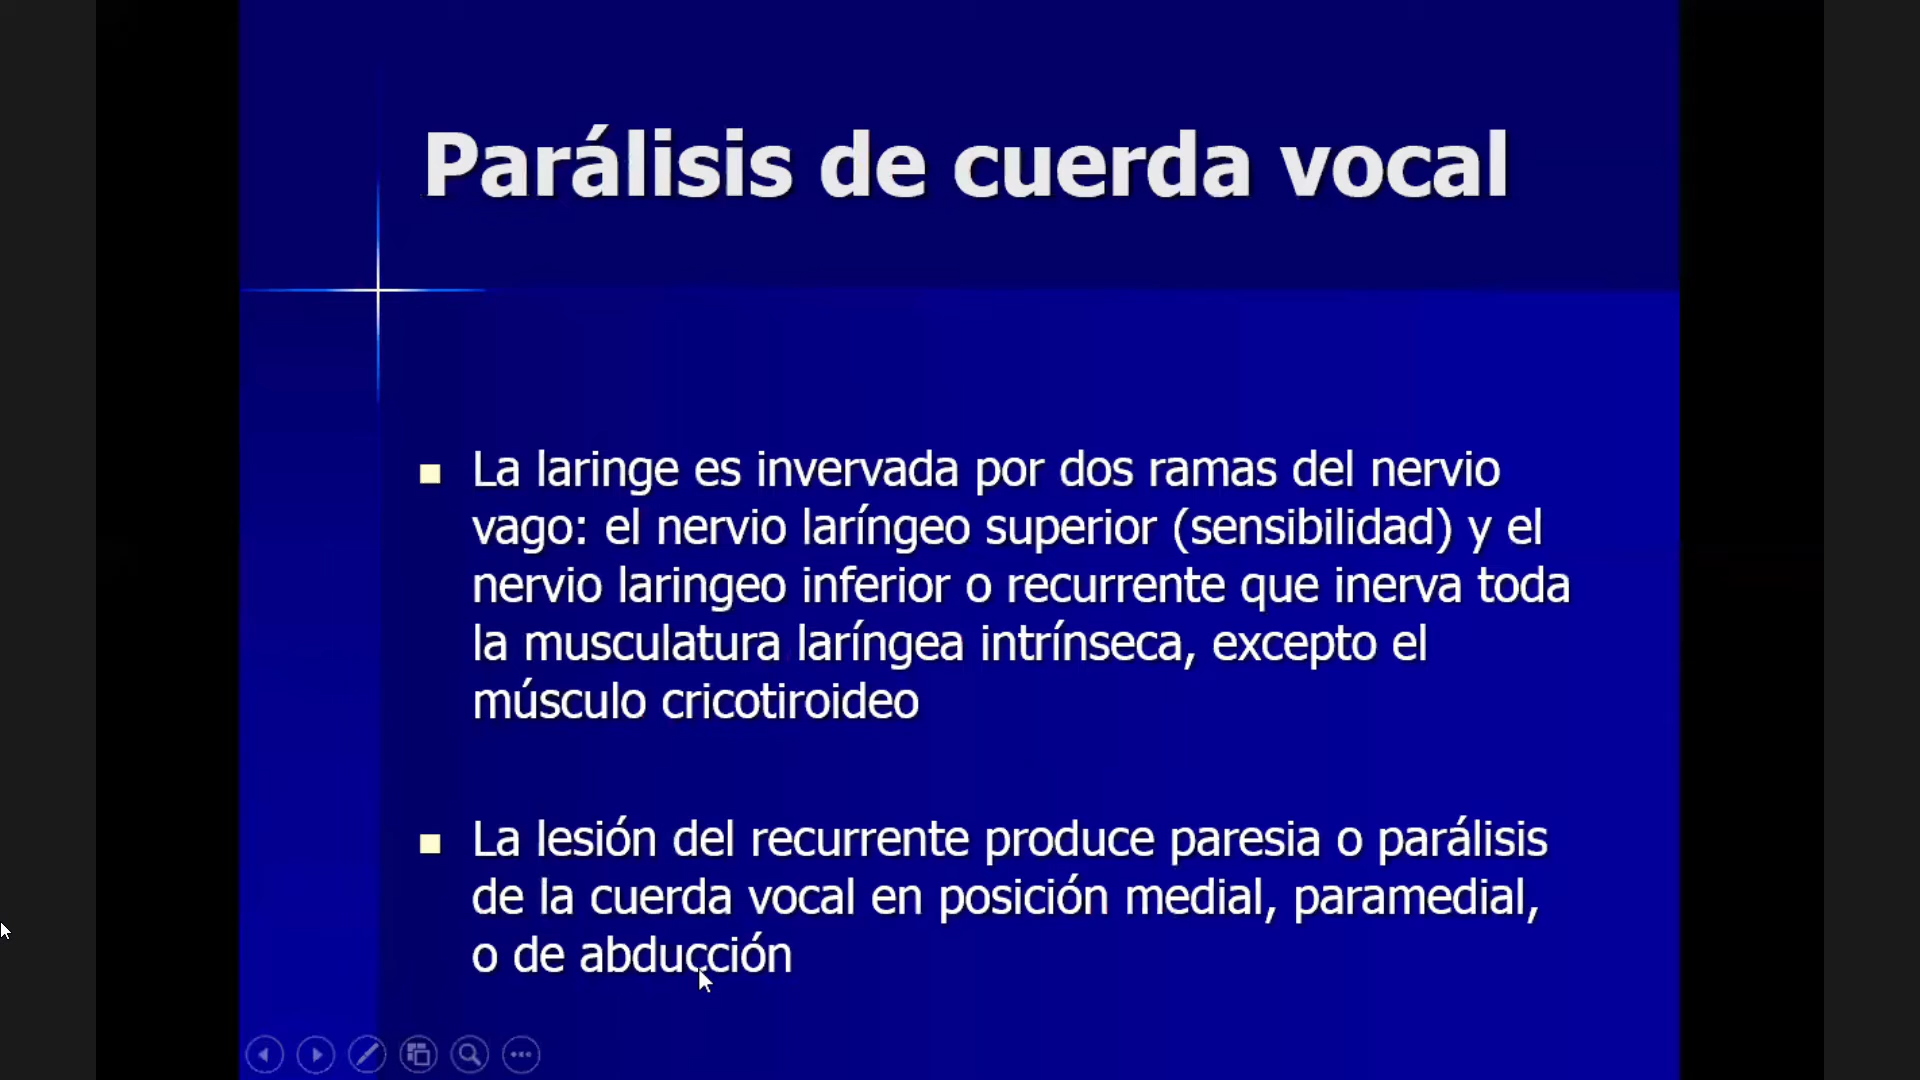 Parálisis de cuerda vocal
La laringe es invervada por dos ramas del nervio
vago: el nervio laríngeo superior (sensibilidad) y el
nervio laringeo inferior o recurrente que inerva toda
la musculatura laríngea intrínseca, excepto el
músculo cricotiroideo
La lesión del recurrente produce paresia o parálisis
de la cuerda vocal en posición medial, paramedial,
o de abducción